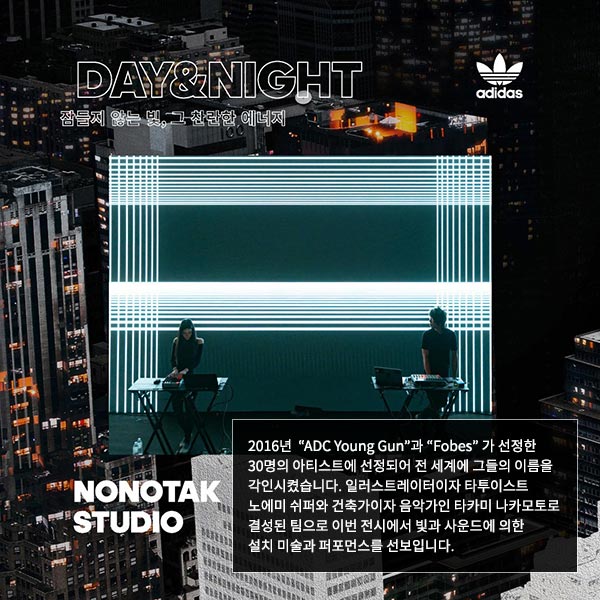 DAY&NIGHT
adidas
잠들지 않는 빛, 그 찬란한 에너지
2016년 “ADC Young Gun”과 “Fobes” 가 선정한
30명의 아티스트에 선정되어 전 세계에 그들의 이름을
각인시켰습니다. 일러스트레이터이자 타투이스트
노에미 쉬퍼와 건축가이자 음악가인 타카미 나카모토로
결성된 팀으로 이번 전시에서 빛과 사운드에 의한
설치 미술과 퍼포먼스를 선보입니다.
NONOTAK
STUDIO